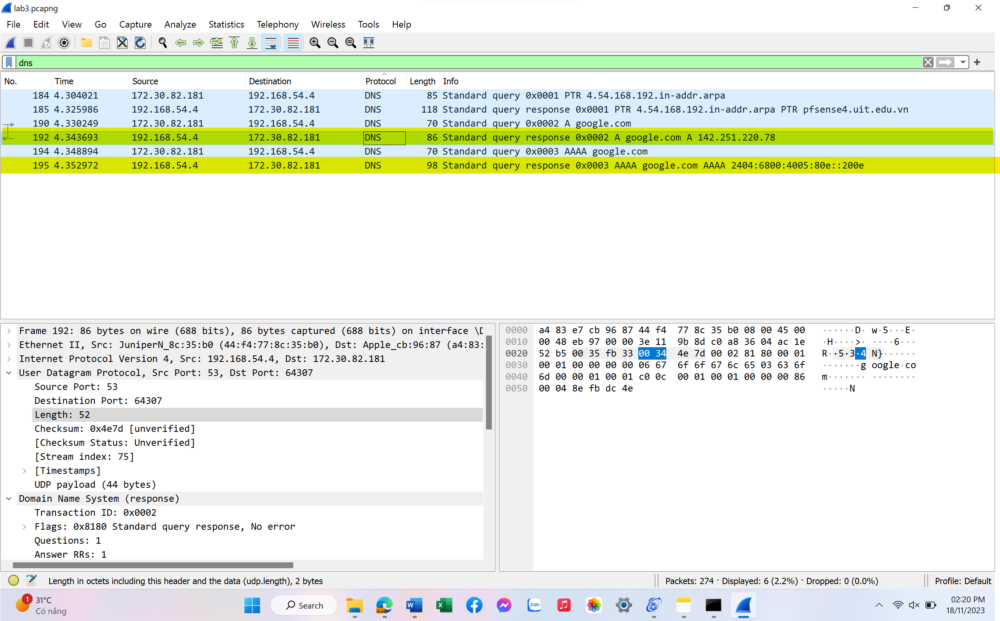 lab3.pcapng
File Edit View Go Capture Analyze Statistics Telephony Wireless Tools Help
dns
No. Time Source Destination Protocol Length Info
184 4.304021 172.30.82.181 192.168.54.4 DNS 85 Standard query 0x0001 PTR 4.54.168.192.in-addr.arpa
185 4.325986 192.168.54.4 172.30.82.181 DNS 118 Standard query response 0x0001 PTR 4.54.168.192.in-addr.arpa PTR pfsense4.uit.edu.vn
190 4.330249 172.30.82.181 192.168.54.4 DNS 70 Standard query 0x0002 A google.com
192 4.343693 192.168.54.4 172.30.82.181 DNS 86 Standard query response 0x0002 A google.com A 142.251.220.78
194 4.348894 172.30.82.181 192.168.54.4 DNS 70 Standard query 0x0003 AAAA google.com
195 4.352972 192.168.54.4 172.30.82.181 DNS 98 Standard query response 0x0003 AAAA google.com AAAA 2404:6800:4005:80e::200e
Frame 192: 86 bytes on wire (688 bits), 86 bytes captured (688 bits) on interface \D
Ethernet II, Src: JuniperN_8c:35:b0 (44:f4:77:8c:35:b0), Dst: Apple_cb:96:87 (a4:83:
Internet Protocol Version 4, Src: 192.168.54.4, Dst: 172.30.82.181
User Datagram Protocol, Src Port: 53, Dst Port: 64307
Source Port: 53
Destination Port: 64307
Length: 52
Checksum: 0x4e7d [unverified]
[Checksum Status: Unverified]
[Stream index: 75]
[Timestamps]
UDP payload (44 bytes)
Domain Name System (response)
Transaction ID: 0x0002
Flags: 0x8180 Standard query response, No error
Questions: 1
Answer RRs: 1
0000 a4 83 e7 cb 96 87 44 f4 77 8c 35 b0 08 00 45 00 ······D· w·5···E·
0010 00 48 eb 97 00 00 3e 11 9b 8d c0 a8 36 04 ac 1e ·H····>· ····6···
0020 52 b5 00 35 fb 33 00 34 4e 7d 00 02 81 80 00 01 R··5·3·4 N}······
0030 00 01 00 00 00 00 06 67 6f 6f 67 6c 65 03 63 6f ·······g oogle·co
0040 6d 00 00 01 00 01 c0 0c 00 01 00 01 00 00 00 86 m······· ········
0050 00 04 8e fb dc 4e ·····N
Length in octets including this header and the data (udp.length), 2 bytes
Packets: 274 · Displayed: 6 (2.2%) · Dropped: 0 (0.0%)
Profile: Default
1
31°C
Có nắng
Search
Zalo
02:20 PM
18/11/2023